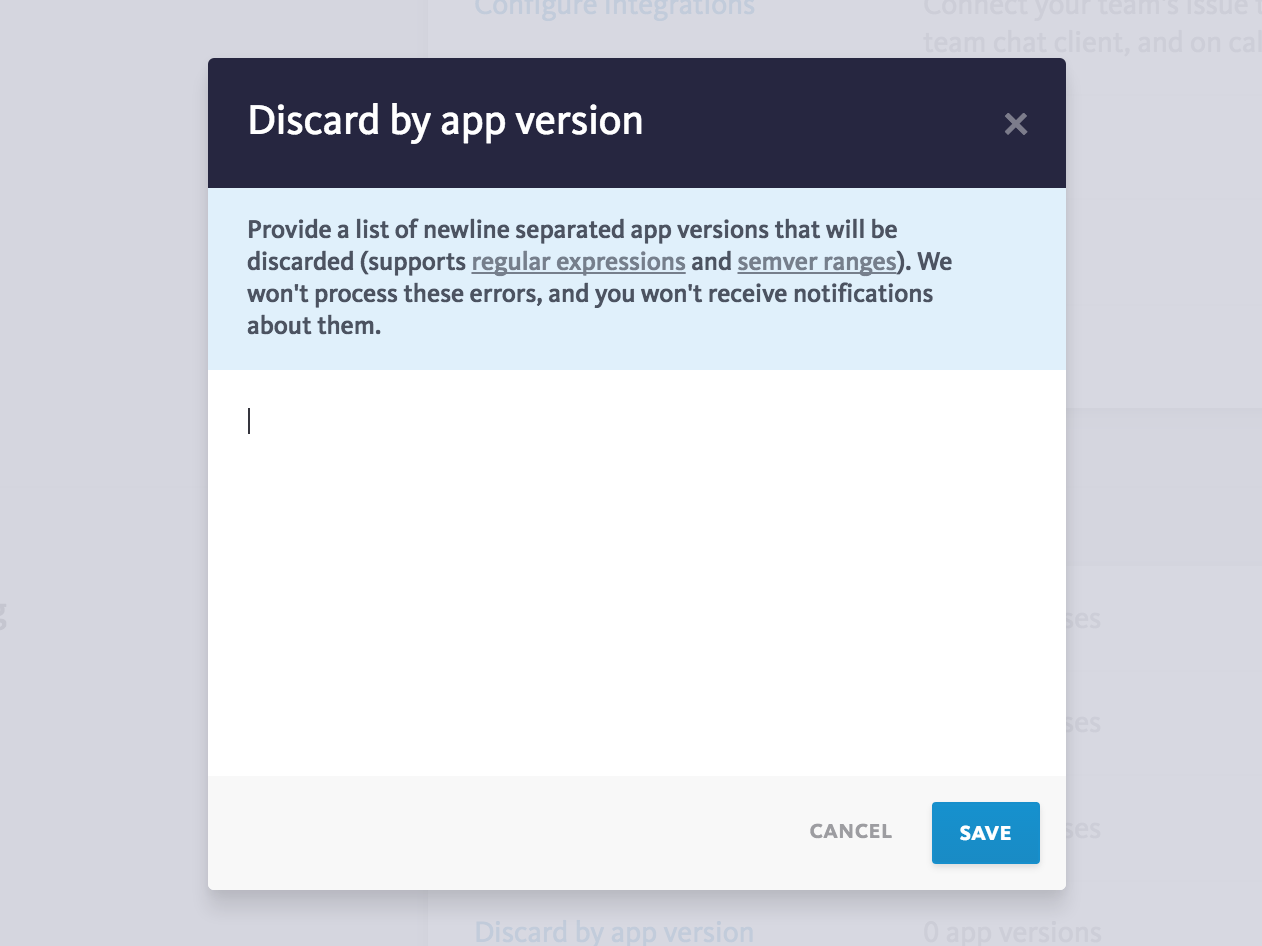 Configure integrations
Connect your team's issue
team chat client, and on
Discard by app version
Provide a list of newline separated app versions that will be
discarded (supports regular expressions and semver ranges). We
won't process these errors, and you won't receive notifications
about them.
CANCEL
SAVE
Discard by app version
0 app versions